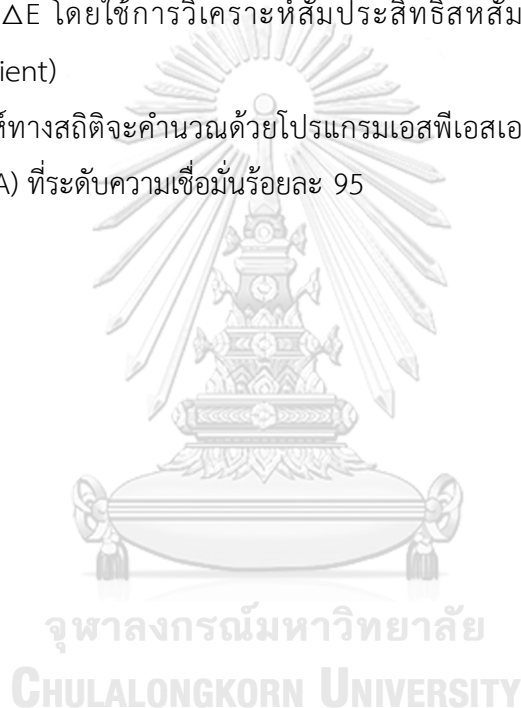 △E โดยใช้การวิเคราะห์สัมประสิทธิ์สหสัม
ient)
ห์ทางสถิติจะคำนวณด้วยโปรแกรมเอสพีเอสเอ
A) ที่ระดับความเชื่อมั่นร้อยละ 95
จุฬาลงกรณ์มหาวิทยาลัย
CHULALONGKORN UNIVERSITY